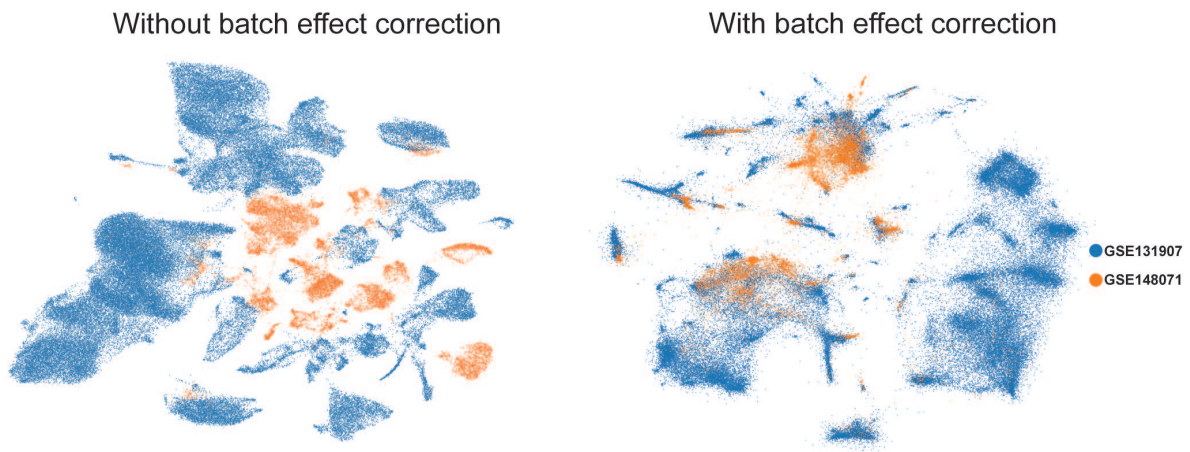 Without batch effect correction
With batch effect correction
GSE131907
GSE148071